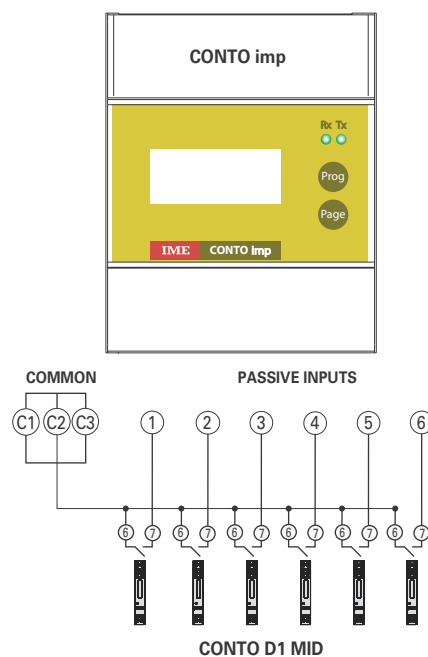 CONTO imp
Rx Tx
Prog
Page
IME CONTO imp
COMMON PASSIVE INPUTS
C1 C2 C3 1 2 3 4 5 6
6 7 6 7 6 7 6 7 6 7 6 7
CONTO D1 MID